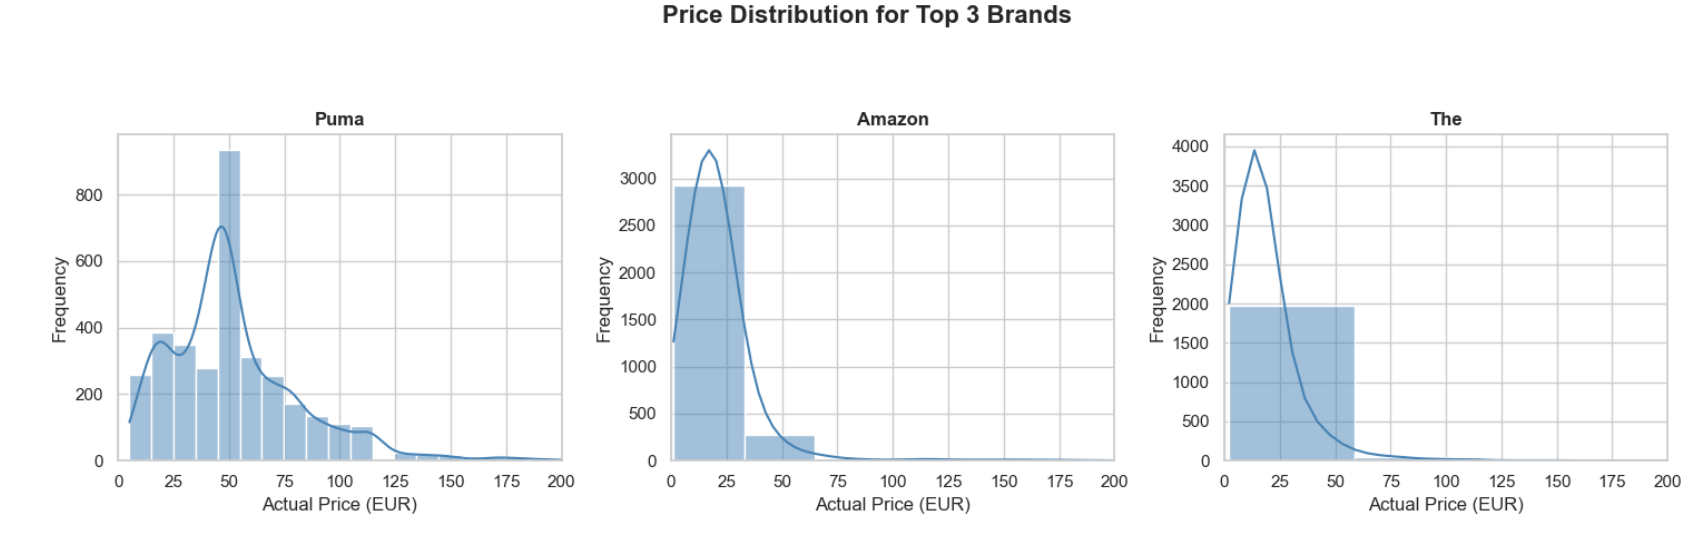 Price Distribution for Top 3 Brands
Puma
Frequency
800
600
400
200
0
0 25 50 75 100 125 150 175 200
Actual Price (EUR)
Amazon
Frequency
3000
2500
2000
1500
1000
500
0
0 25 50 75 100 125 150 175 200
Actual Price (EUR)
The
Frequency
4000
3500
3000
2500
2000
1500
1000
500
0
0 25 50 75 100 125 150 175 200
Actual Price (EUR)